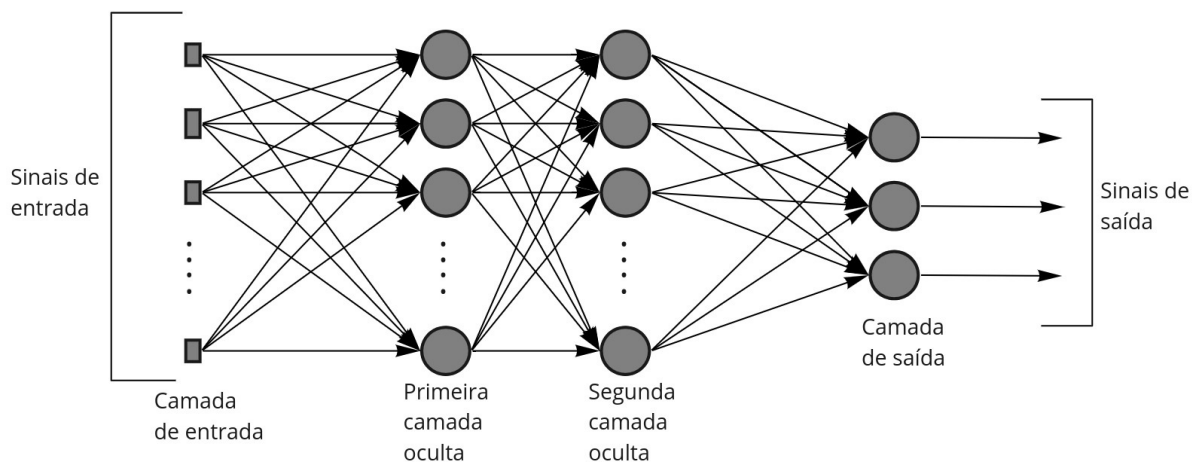 Sinais de
entrada
Camada
de entrada
Primeira
camada
oculta
Segunda
camada
oculta
Camada
de saída
Sinais de
saída